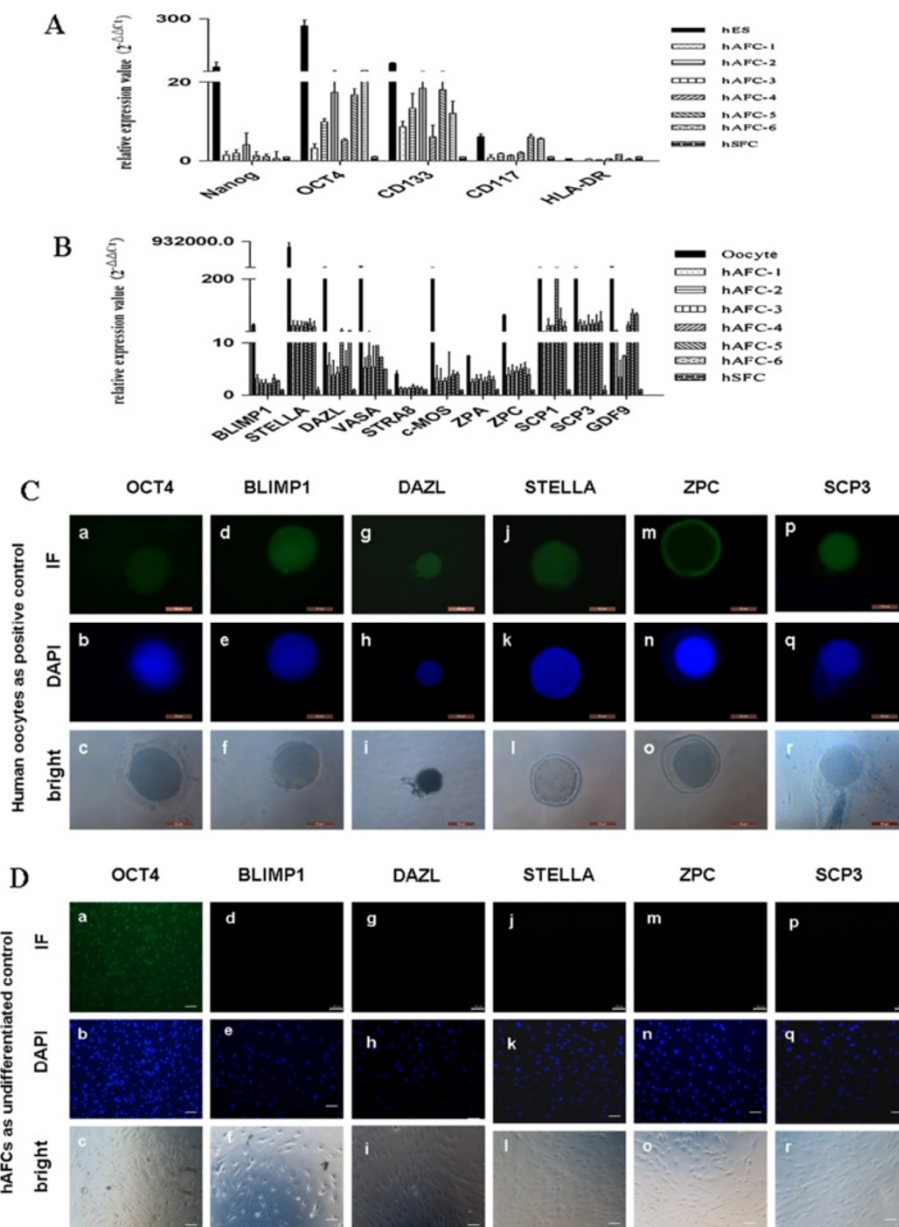 A
relative expression value (2-ΔΔCt)
300
20
0
Nanog
OCT4
CD133
CD117
HLA-DR
hES
hAFC-1
hAFC-2
hAFC-3
hAFC-4
hAFC-5
hAFC-6
hSFC
B
relative expression value (2-ΔΔCt)
932000.0
200
10
0
BLIMP1
STELLA
DAZL
VASA
STRA8
c-MOS
ZPA
ZPC
SCP1
SCP3
GDF9
Oocyte
hAFC-1
hAFC-2
hAFC-3
hAFC-4
hAFC-5
hAFC-6
hSFC
C
OCT4 BLIMP1 DAZL STELLA ZPC SCP3
Human oocytes as positive control
IF
a d g j m p
DAPI
b e h k n q
bright
c f i l o r
D
OCT4 BLIMP1 DAZL STELLA ZPC SCP3
hAFCs as undifferentiated control
IF
a d g j m p
DAPI
b e h k n q
bright
c f i l o r